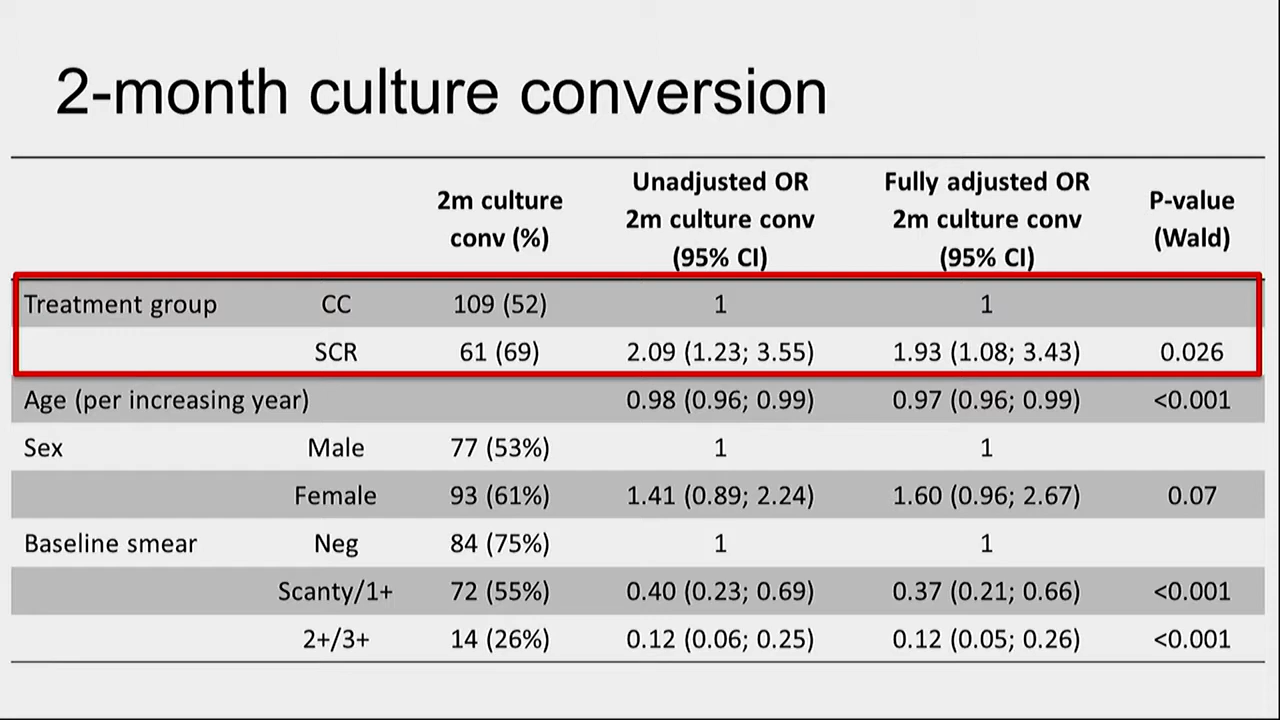 2-month culture conversion
2m culture conv (%) Unadjusted OR 2m culture conv (95% CI) Fully adjusted OR 2m culture conv (95% CI) P-value (Wald)
Treatment group CC 109 (52) 1 1
SCR 61 (69) 2.09 (1.23; 3.55) 1.93 (1.08; 3.43) 0.026
Age (per increasing year) 0.98 (0.96; 0.99) 0.97 (0.96; 0.99) <0.001
Sex Male 77 (53%) 1 1
Female 93 (61%) 1.41 (0.89; 2.24) 1.60 (0.96; 2.67) 0.07
Baseline smear Neg 84 (75%) 1 1
Scanty/1+ 72 (55%) 0.40 (0.23; 0.69) 0.37 (0.21; 0.66) <0.001
2+/3+ 14 (26%) 0.12 (0.06; 0.25) 0.12 (0.05; 0.26) <0.001